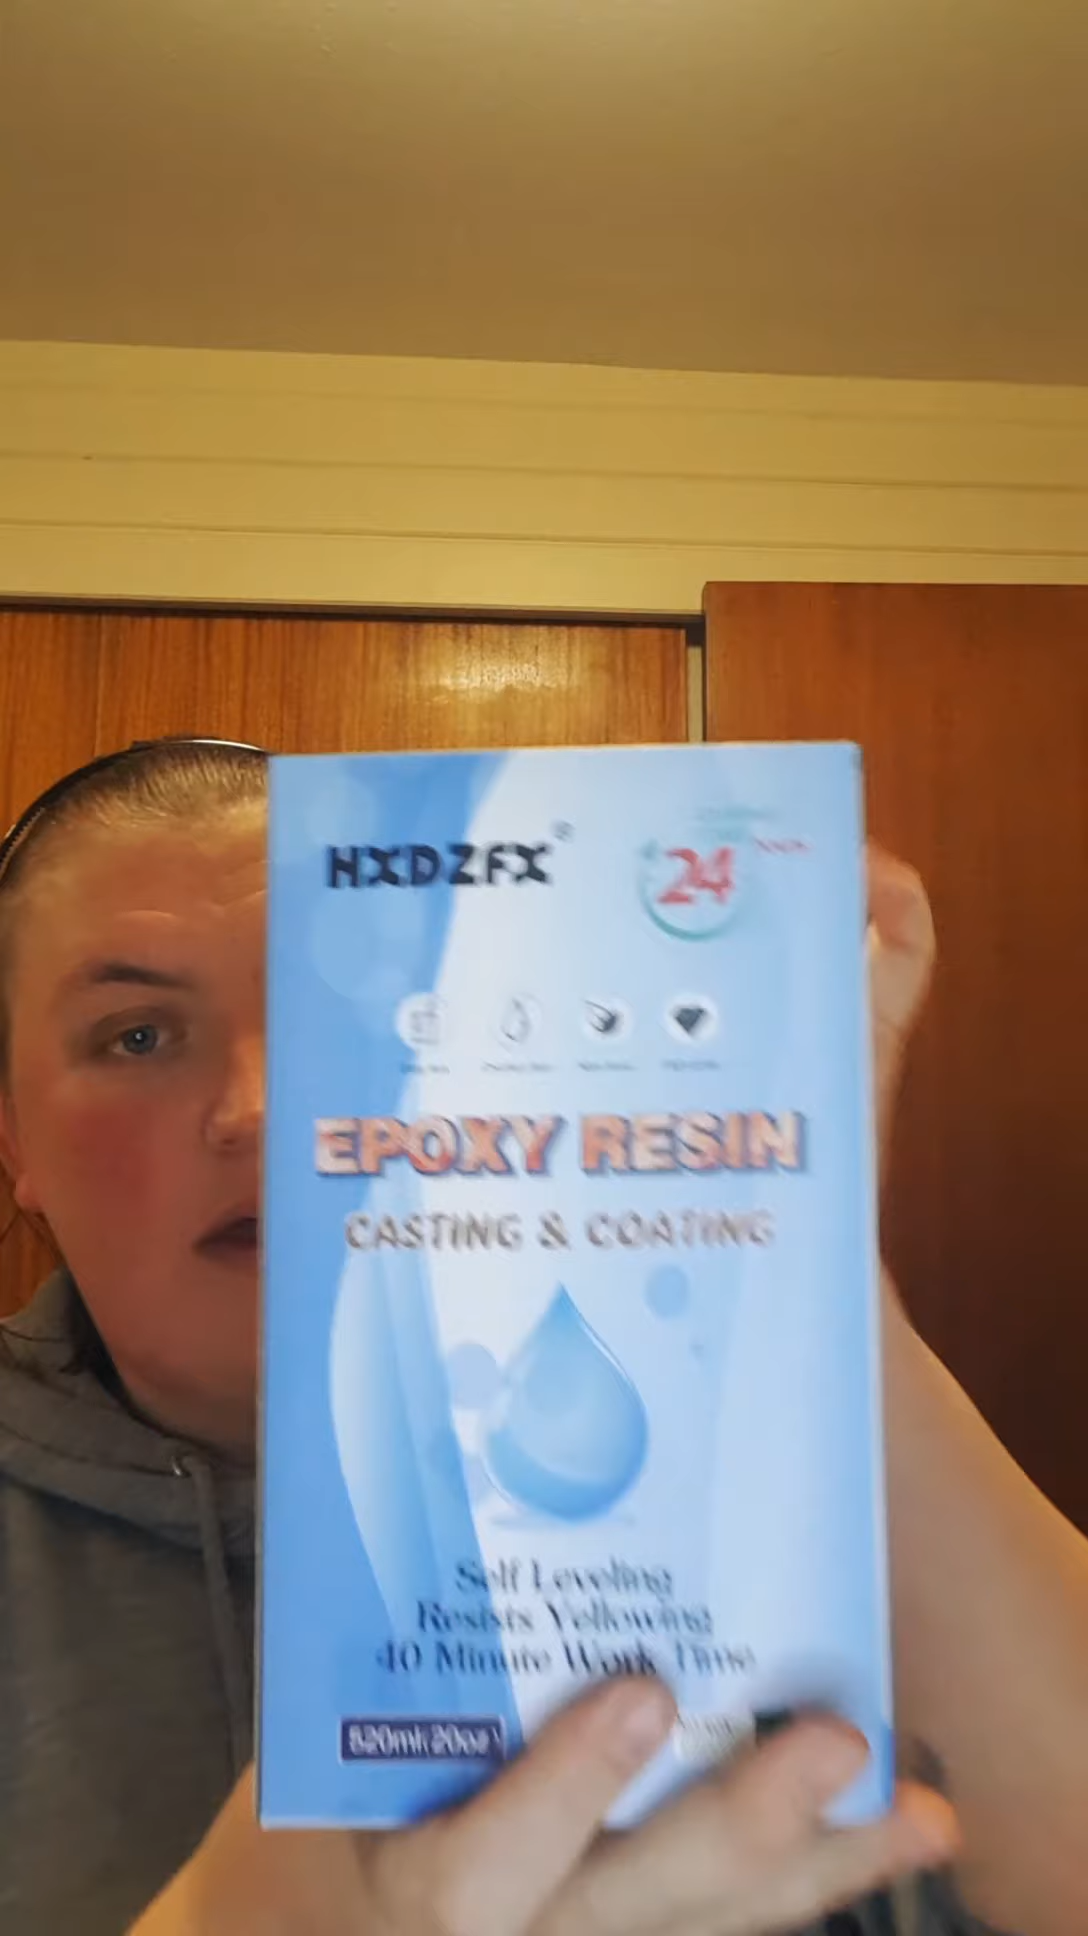 HXDZFX®
24
EPOXY RESIN
CASTING & COATING
Self Leveling
Resists Yellowing
40 Minute Work Time
520ml(20oz)